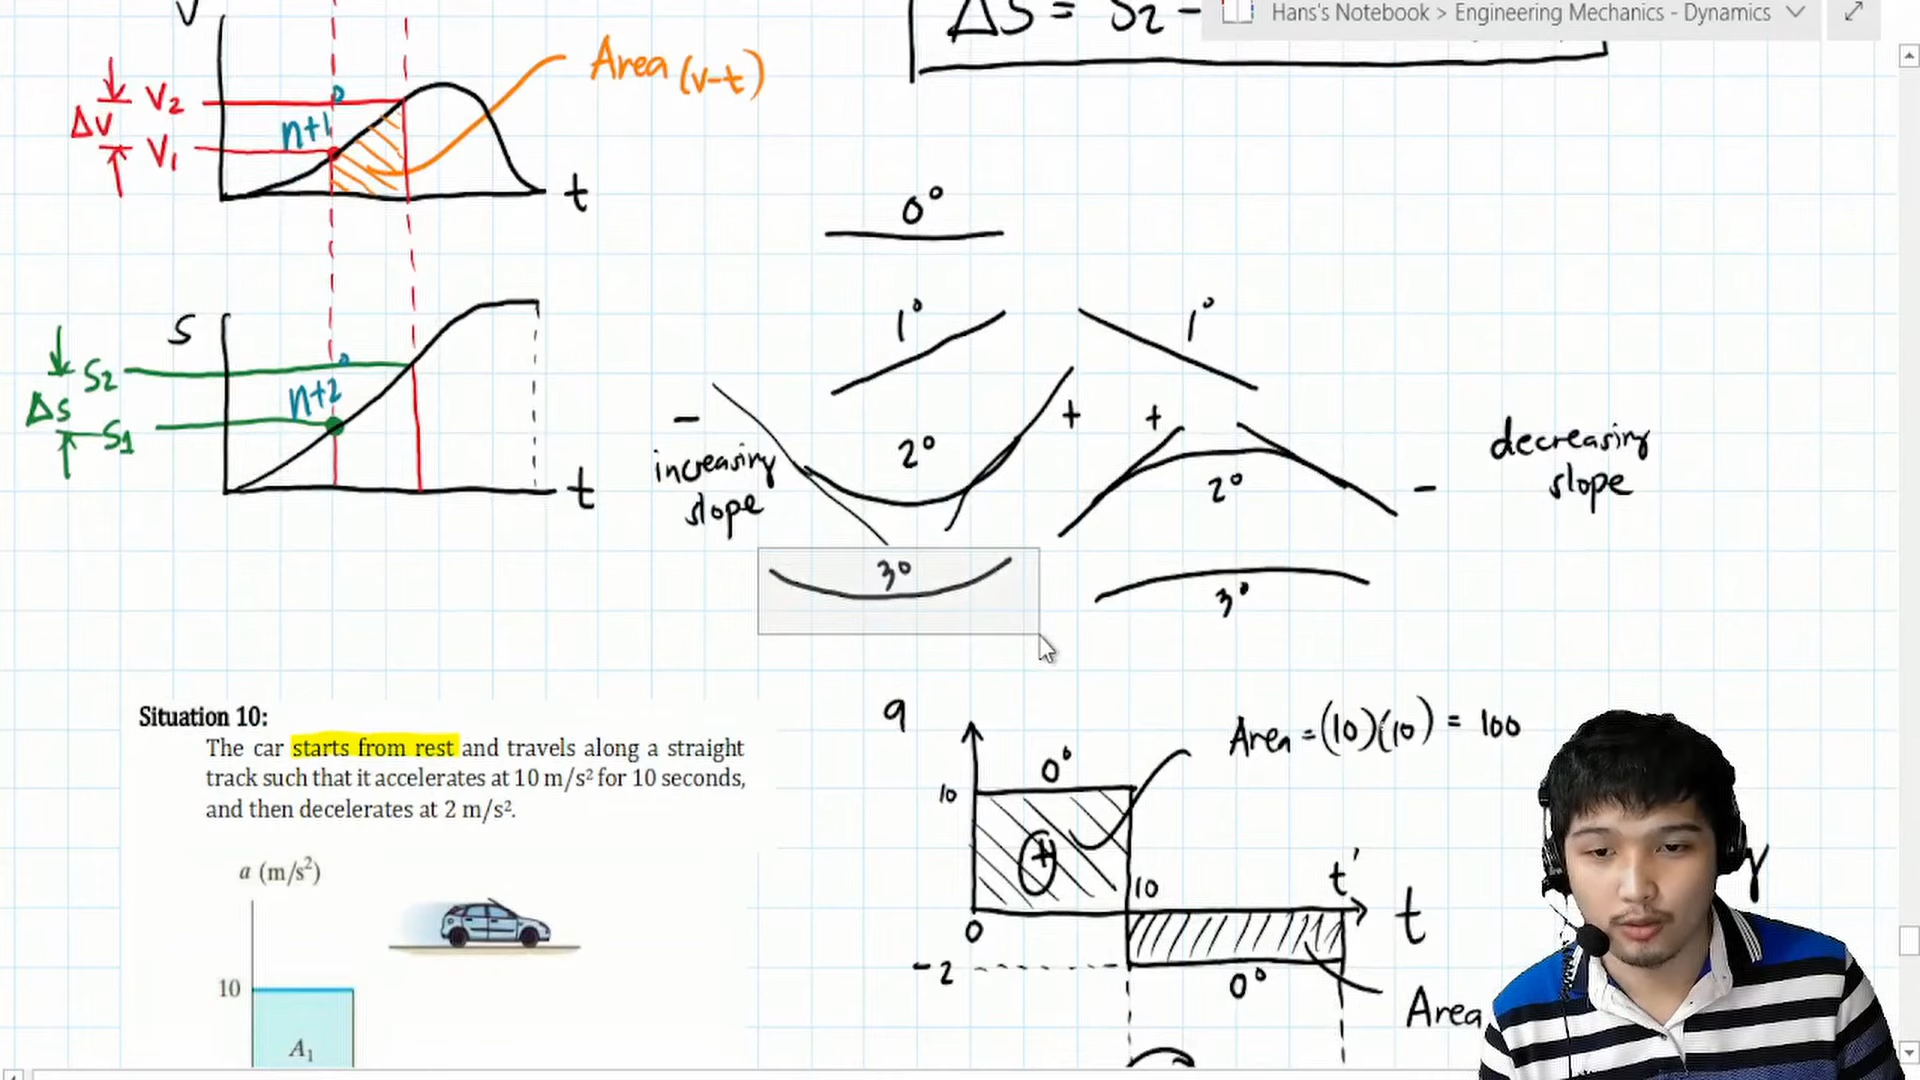 Hans's Notebook > Engineering Mechanics - Dynamics
ΔS = S2 -
V
Area (v-t)
V2
ΔV
V1
n+1°
t
0°
S
S2
ΔS
S1
n+2°
t
1°
1°
-
increasing
slope
2°
+
+
2°
-
decreasing
slope
3°
3°
Situation 10:
The car starts from rest and travels along a straight
track such that it accelerates at 10 m/s² for 10 seconds,
and then decelerates at 2 m/s².
a (m/s²)
10
A1
a
Area = (10)(10) = 100
0°
10
+
10
t'
t
0
-2
0°
Area